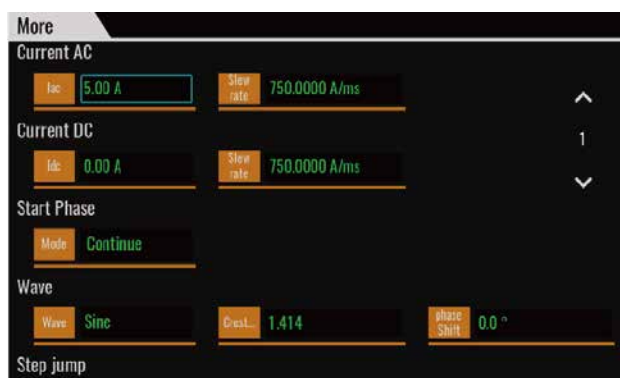 More
Current AC
Iac 5.00 A Slew rate 750.0000 A/ms
Current DC
1
Idc 0.00 A Slew rate 750.0000 A/ms
Start Phase
Mode Continue
Wave
Wave Sine Crest... 1.414 phase Shift 0.0 °
Step jump